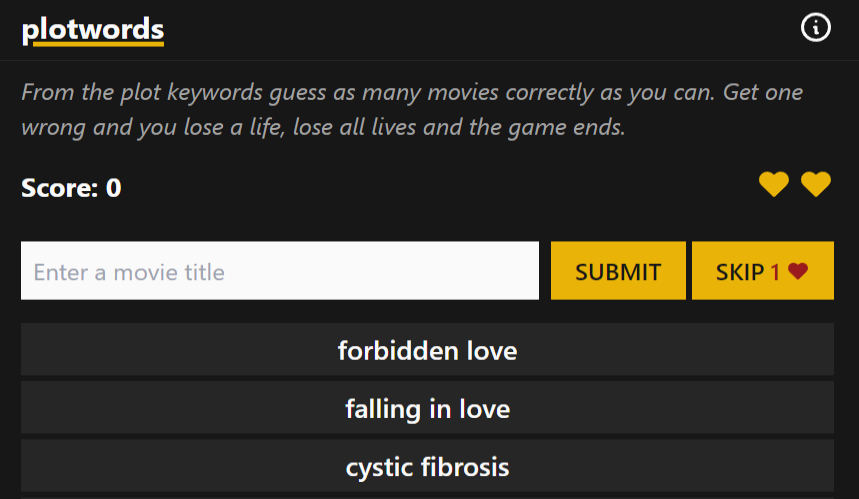 plotwords
From the plot keywords guess as many movies correctly as you can. Get one
wrong and you lose a life, lose all lives and the game ends.
Score: 0
Enter a movie title
SUBMIT
SKIP 1
forbidden love
falling in love
cystic fibrosis